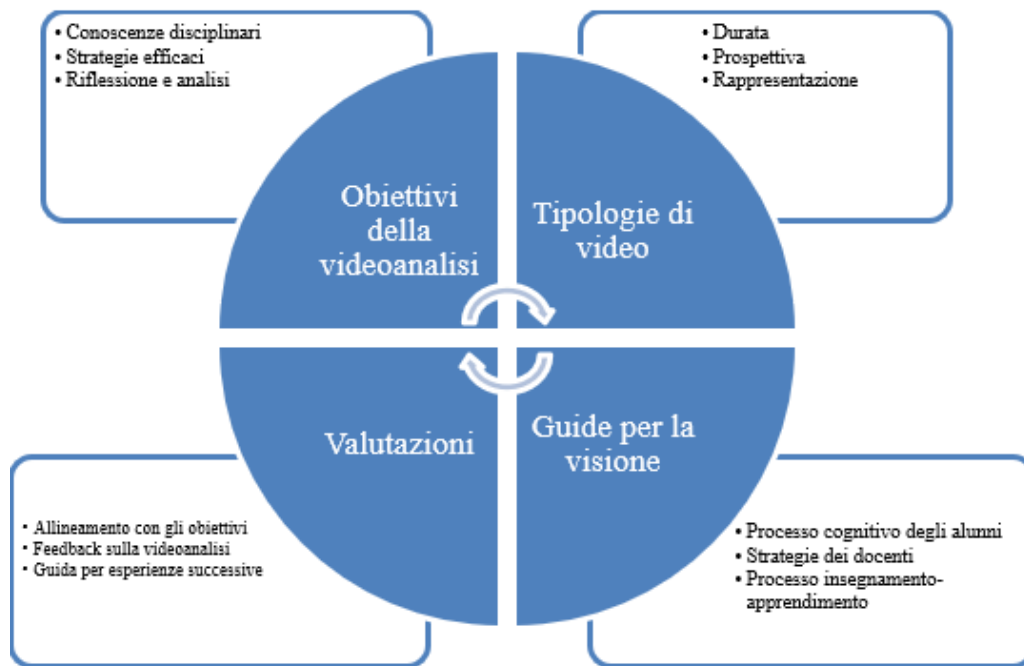 • Conoscenze disciplinari
• Strategie efficaci
• Riflessione e analisi
• Durata
• Prospettiva
• Rappresentazione
Obiettivi
della
videoanalisi
Tipologie di
video
Valutazioni
Guide per la
visione
• Allineamento con gli obiettivi
• Feedback sulla videoanalisi
• Guida per esperienze successive
• Processo cognitivo degli alunni
• Strategie dei docenti
• Processo insegnamento-
apprendimento